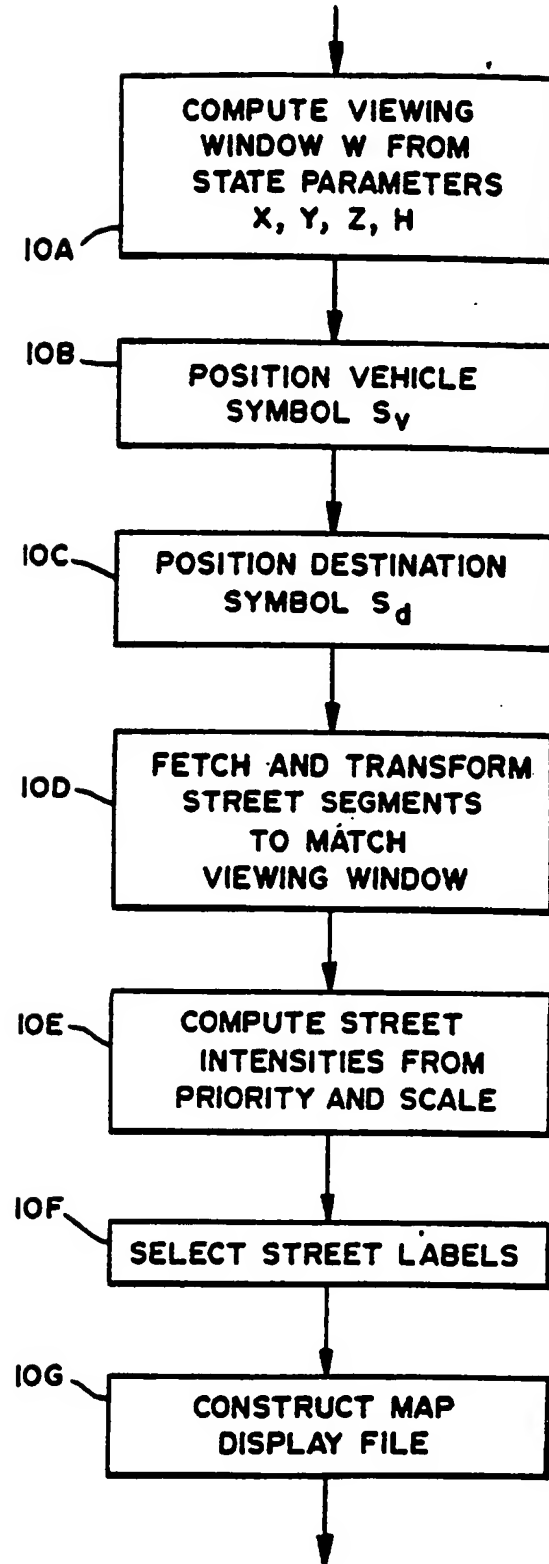 COMPUTE VIEWING
WINDOW W FROM
STATE PARAMETERS
X, Y, Z, H
10A
10B
POSITION VEHICLE
SYMBOL Sv
10C
POSITION DESTINATION
SYMBOL Sd
10D
FETCH AND TRANSFORM
STREET SEGMENTS
TO MATCH
VIEWING WINDOW
10E
COMPUTE STREET
INTENSITIES FROM
PRIORITY AND SCALE
10F
SELECT STREET LABELS
10G
CONSTRUCT MAP
DISPLAY FILE